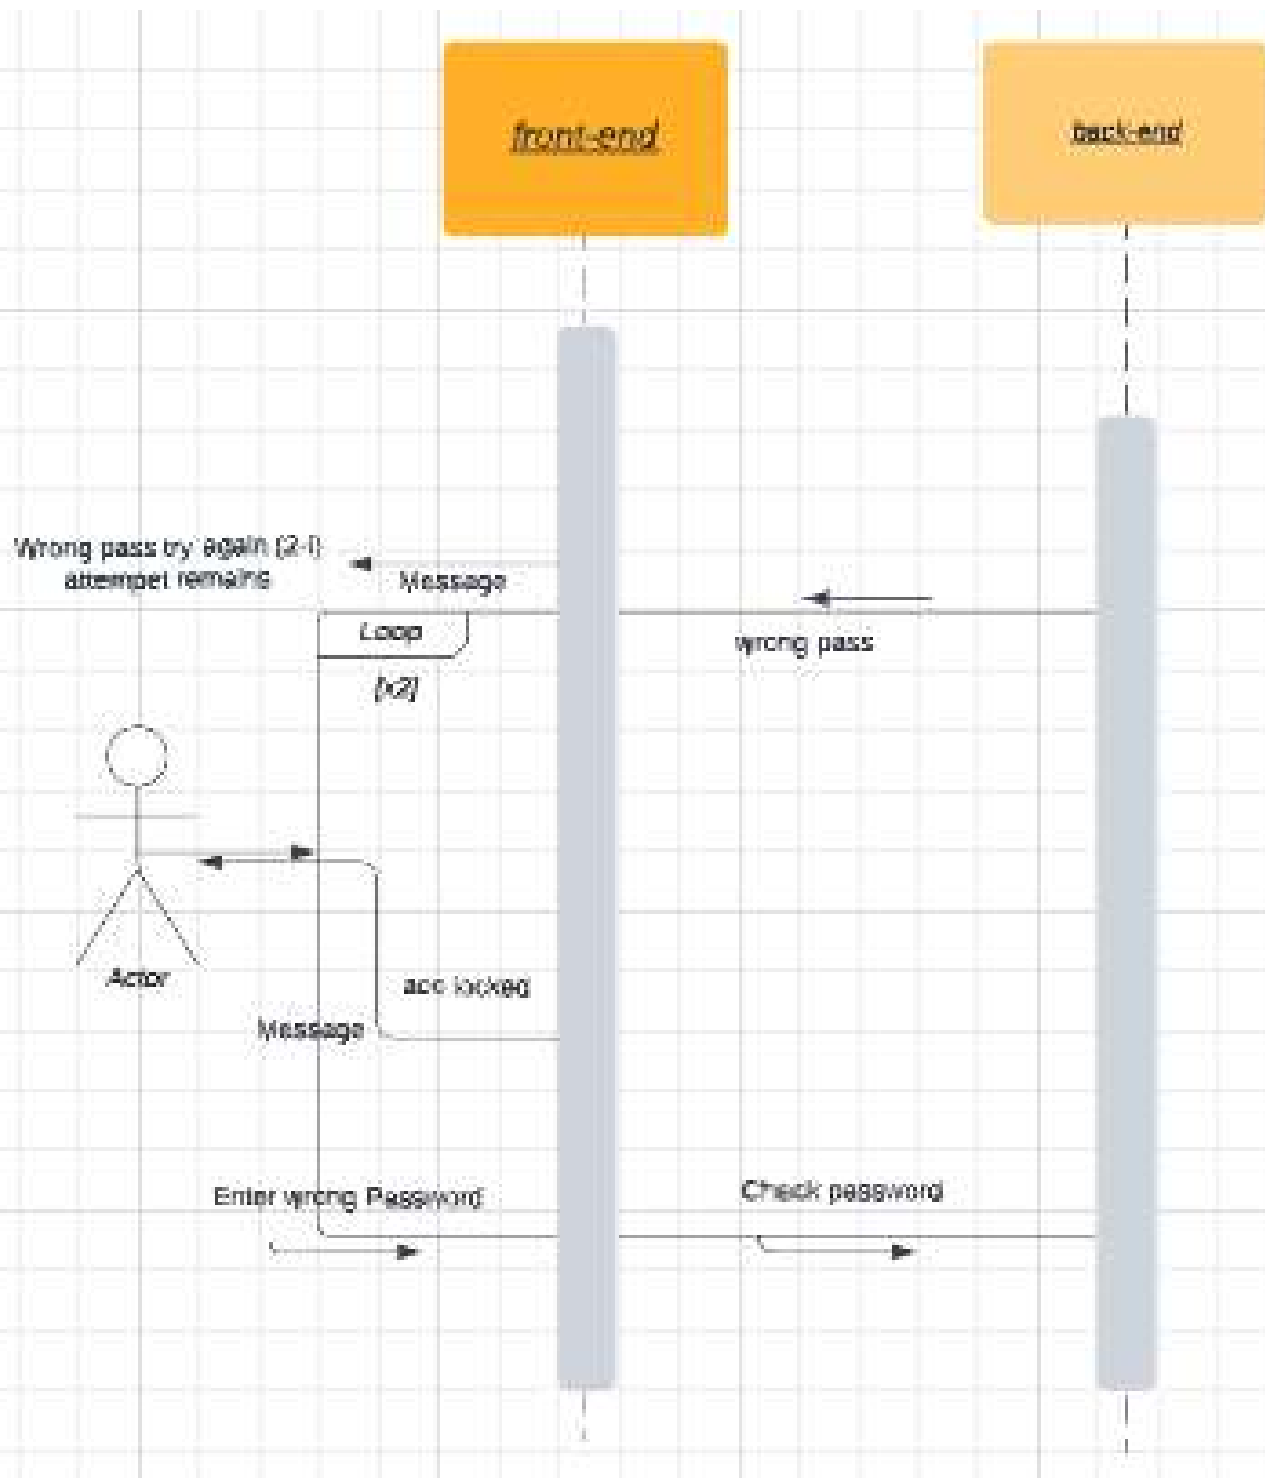 front-end
back-end
Wrong pass try again (2-i)
attempet remains
Message
wrong pass
Loop
[x2]
Actor
acc locked
Message
Enter wrong Password
Check password